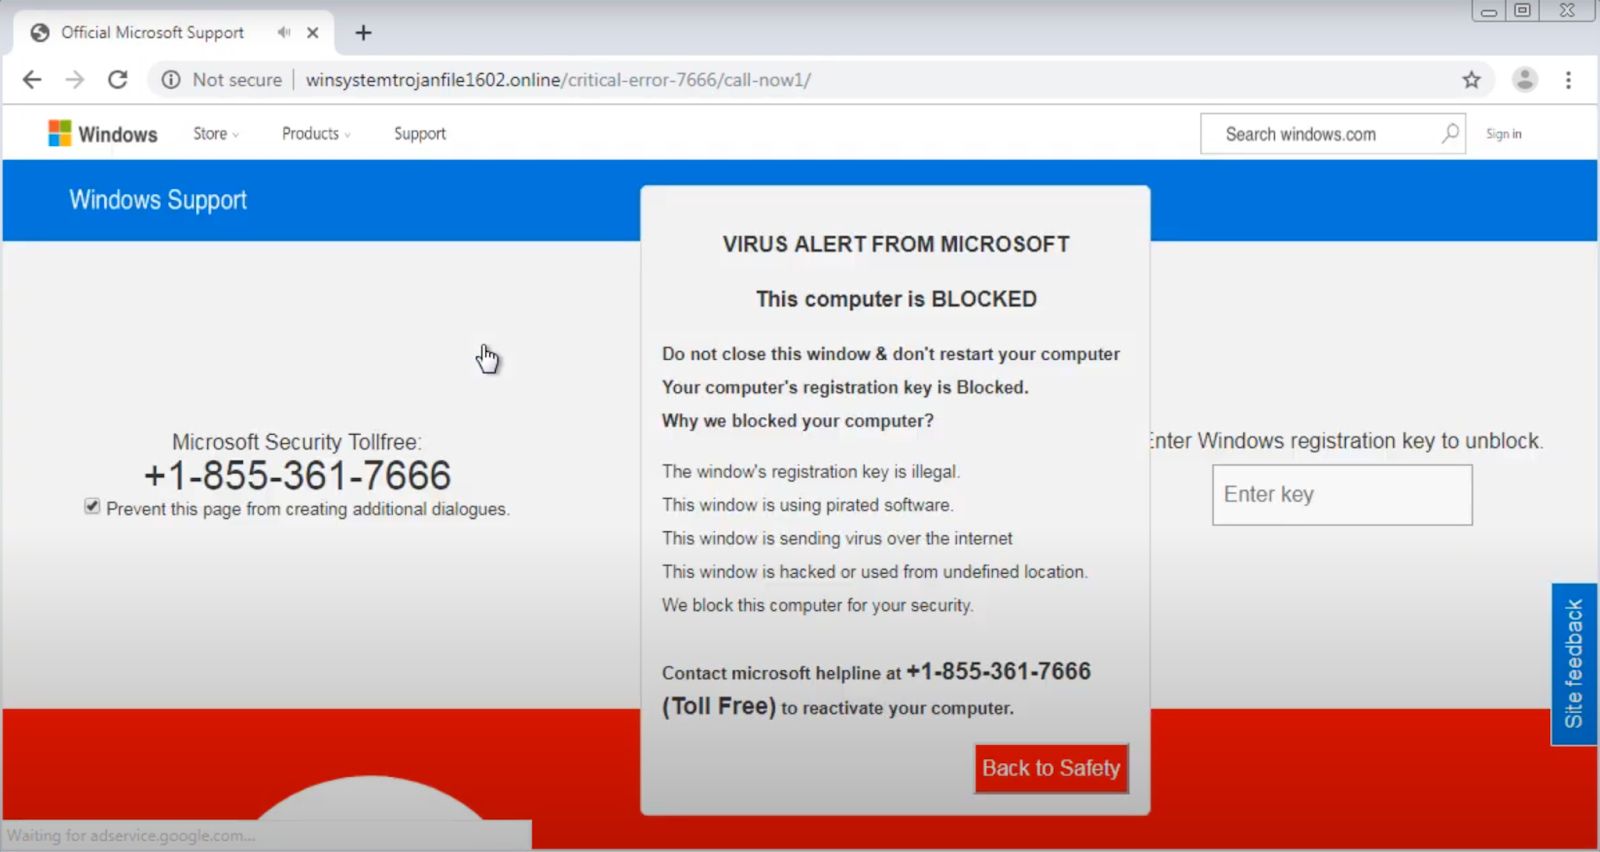 Official Microsoft Support
Not secure winsystemtrojanfile1602.online/critical-error-7666/call-now1/
Windows Store Products Support Search windows.com Sign in
Windows Support
VIRUS ALERT FROM MICROSOFT
This computer is BLOCKED
Do not close this window & don't restart your computer
Your computer's registration key is Blocked.
Why we blocked your computer?
The window's registration key is illegal.
This window is using pirated software.
This window is sending virus over the internet
This window is hacked or used from undefined location.
We block this computer for your security.
Contact microsoft helpline at +1-855-361-7666
(Toll Free) to reactivate your computer.
Back to Safety
Microsoft Security Tollfree:
+1-855-361-7666
Prevent this page from creating additional dialogues.
Enter Windows registration key to unblock.
Enter key
Site feedback
Waiting for adservice.google.com...